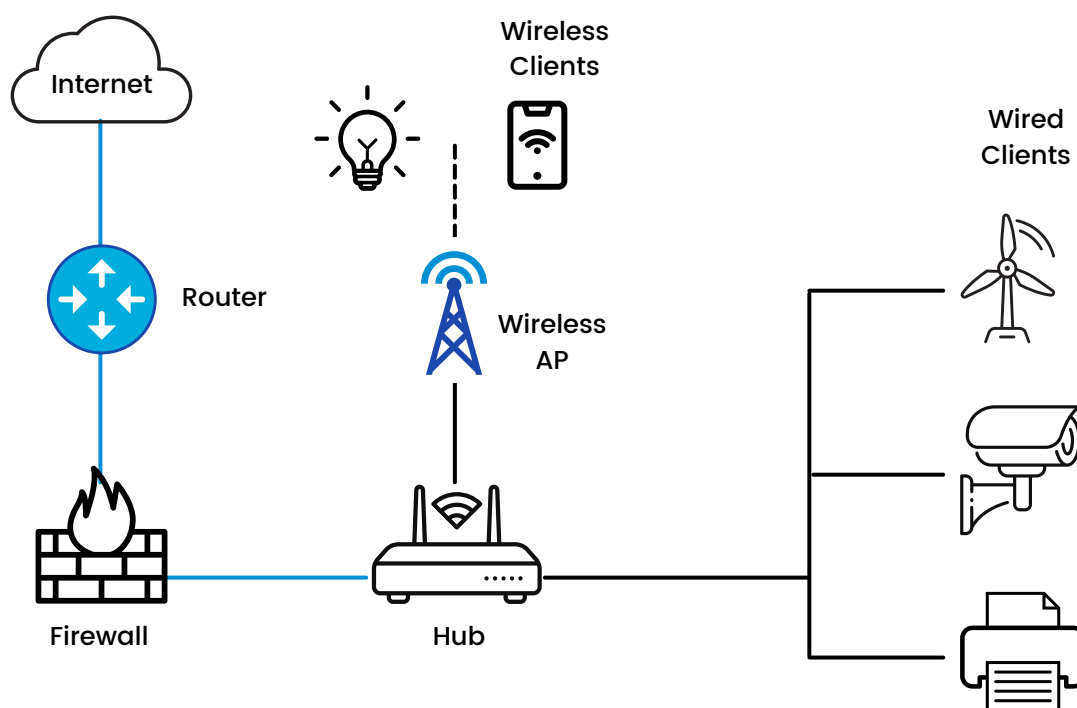 Internet
Wireless
Clients
Wired
Clients
Router
Wireless
AP
Firewall
Hub